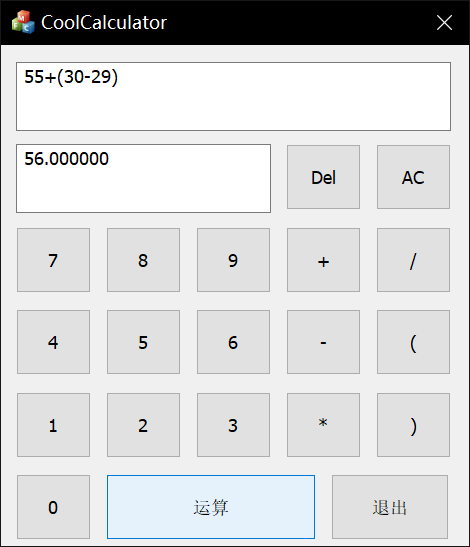 CoolCalculator
55+(30-29)
56.000000
Del AC
7 8 9 + /
4 5 6 - (
1 2 3 * )
0 运算 退出